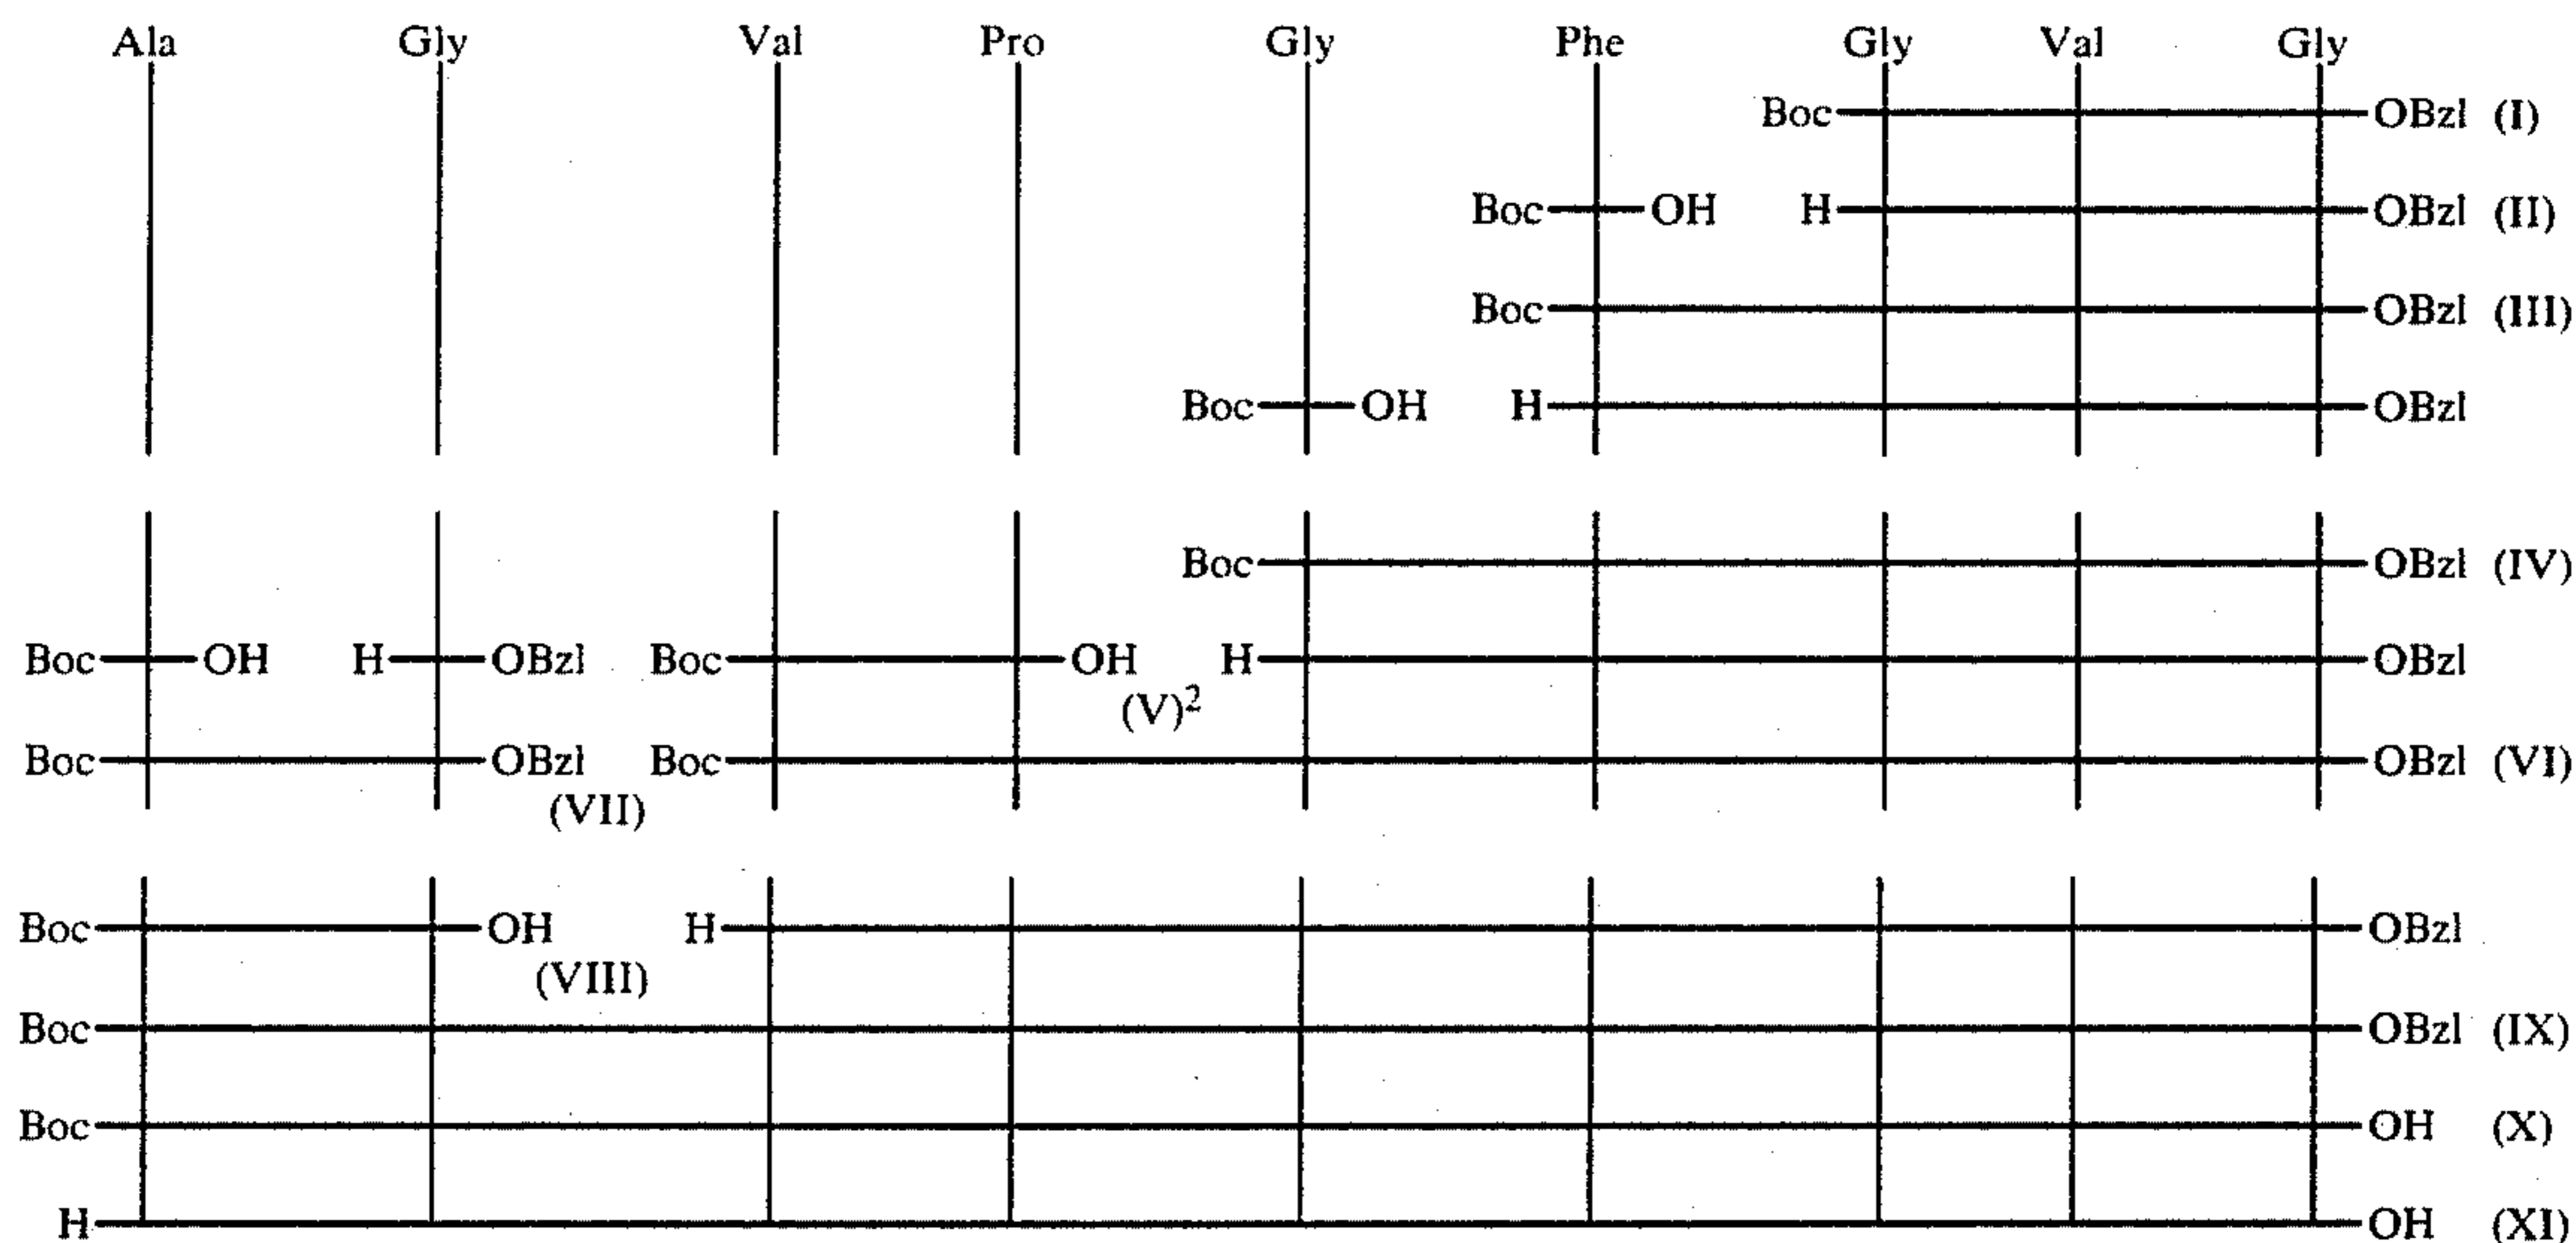 Ala Gly Val Pro Gly Phe Gly Val Gly
Boc OBzl (I)
Boc OH H OBzl (II)
Boc OBzl (III)
Boc OH H OBzl
Boc OBzl (IV)
Boc OH H OBzl Boc OH H OBzl
(V)²
Boc OBzl Boc OBzl (VI)
(VII)
Boc OH H OBzl
(VIII)
Boc OBzl (IX)
Boc OH (X)
H OH (XI)